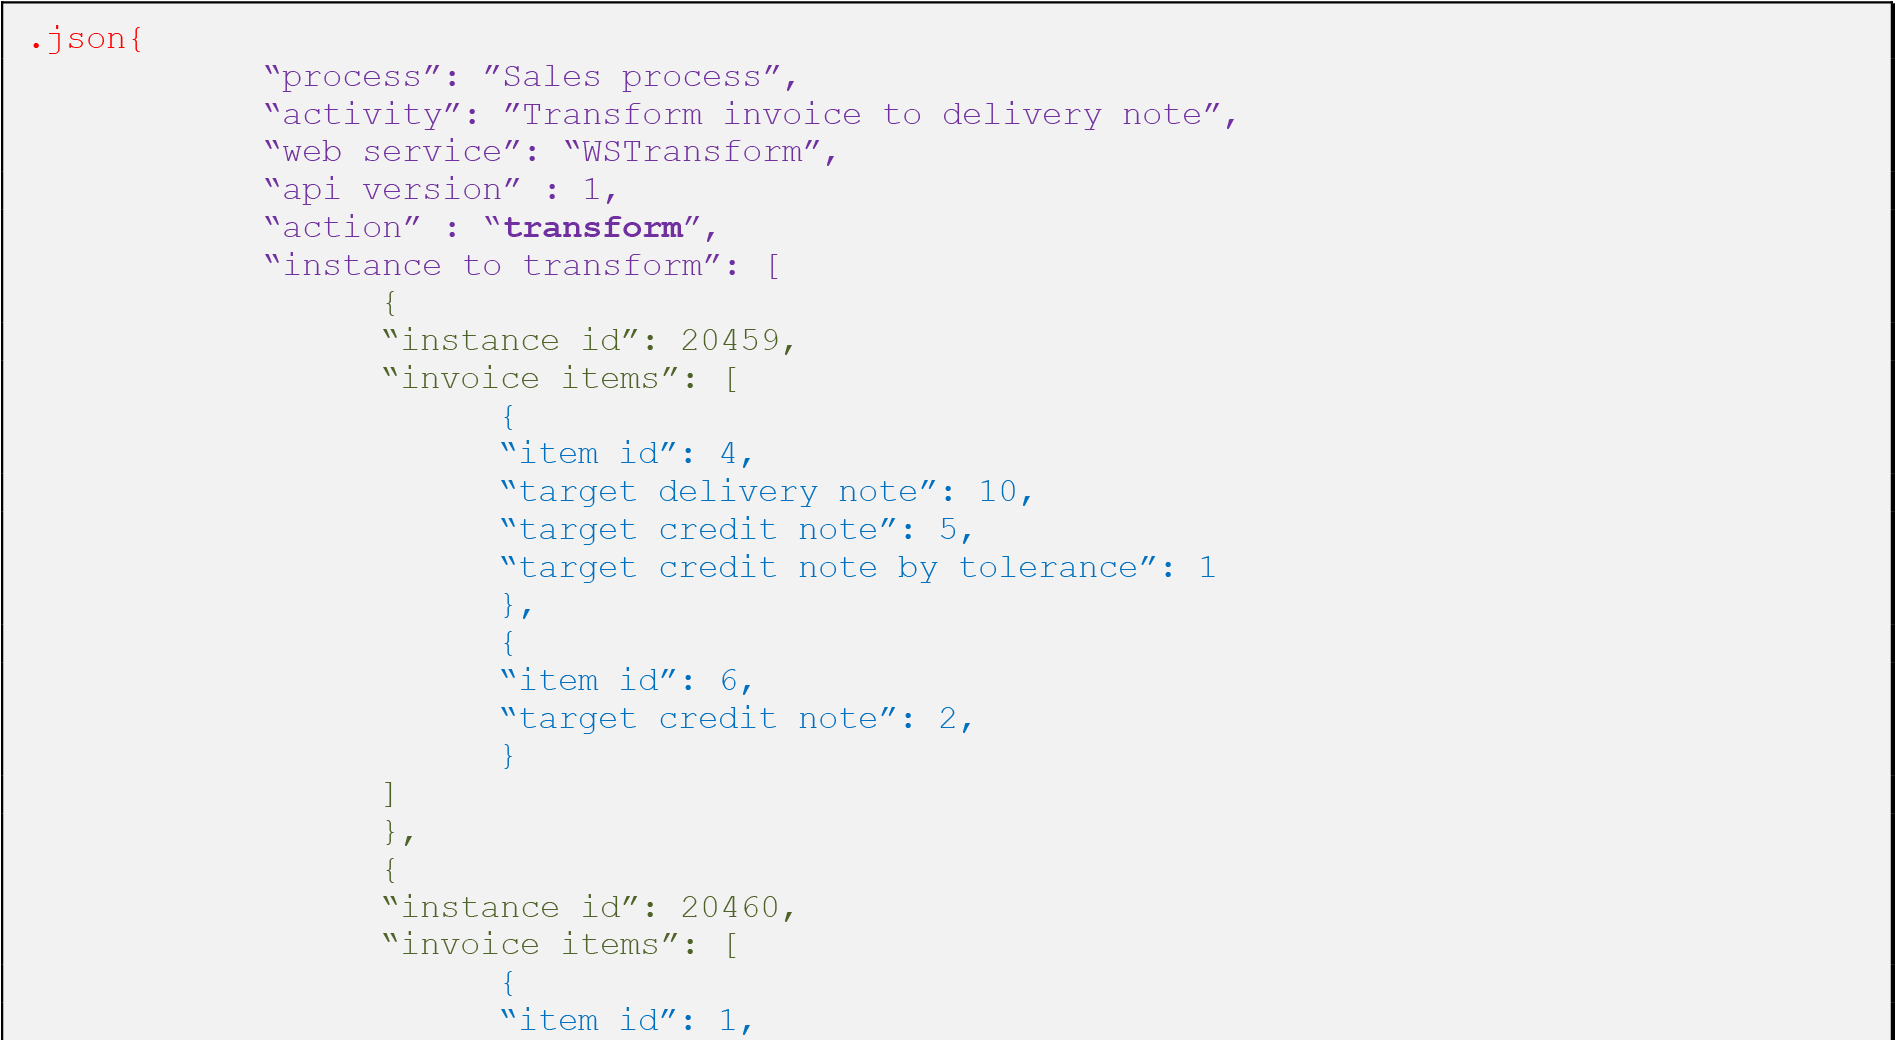 .json{
“process”: ”Sales process”,
“activity”: ”Transform invoice to delivery note”,
“web service”: “WSTransform”,
“api version” : 1,
“action” : “transform”,
“instance to transform”: [
{
“instance id”: 20459,
“invoice items”: [
{
“item id”: 4,
“target delivery note”: 10,
“target credit note”: 5,
“target credit note by tolerance”: 1
},
{
“item id”: 6,
“target credit note”: 2,
}
]
},
{
“instance id”: 20460,
“invoice items”: [
{
“item id”: 1,